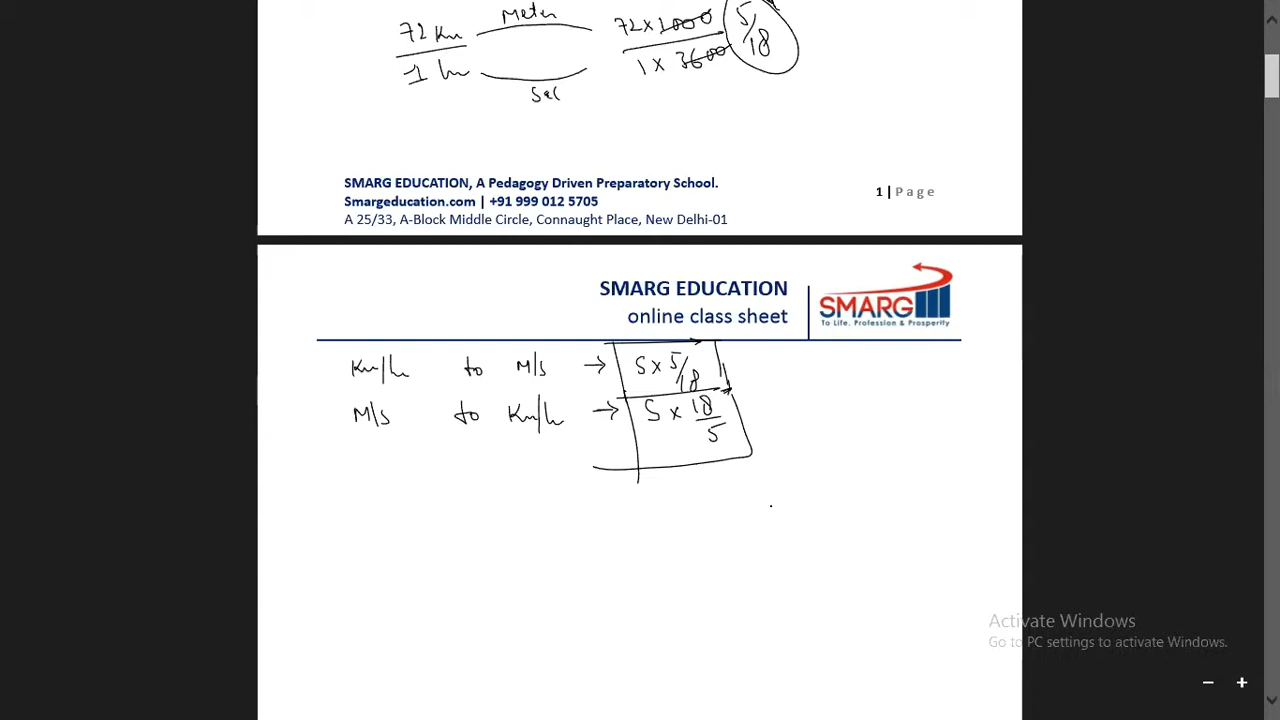 Meter
72 Km 72 × 1000 5/18
1 hr 1 × 3600
Sec
SMARG EDUCATION, A Pedagogy Driven Preparatory School.
Smargeducation.com | +91 999 012 5705
1 | Page
A 25/33, A-Block Middle Circle, Connaught Place, New Delhi-01
SMARG EDUCATION
online class sheet
SMARG
To Life, Profession & Prosperity
Km/h to M/s → S × 5/18
M/s to Km/h → S × 18/5
Activate Windows
Go to PC settings to activate Windows.